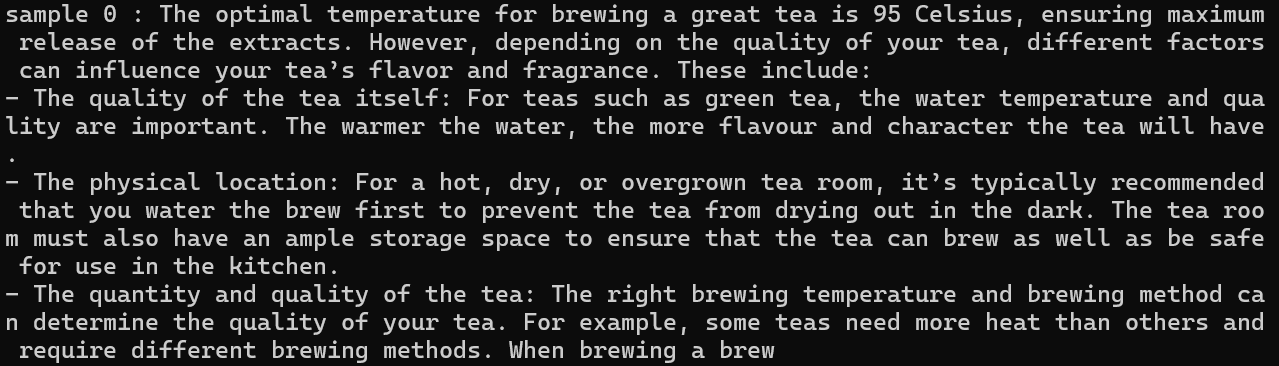 sample 0 : The optimal temperature for brewing a great tea is 95 Celsius, ensuring maximum
 release of the extracts. However, depending on the quality of your tea, different factors
 can influence your tea’s flavor and fragrance. These include:
– The quality of the tea itself: For teas such as green tea, the water temperature and qua
lity are important. The warmer the water, the more flavour and character the tea will have
.
– The physical location: For a hot, dry, or overgrown tea room, it’s typically recommended
 that you water the brew first to prevent the tea from drying out in the dark. The tea roo
m must also have an ample storage space to ensure that the tea can brew as well as be safe
 for use in the kitchen.
– The quantity and quality of the tea: The right brewing temperature and brewing method ca
n determine the quality of your tea. For example, some teas need more heat than others and
 require different brewing methods. When brewing a brew